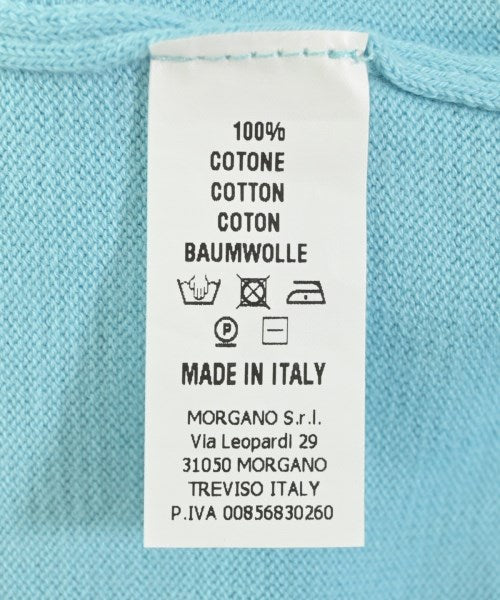 100%
COTONE
COTTON
COTON
BAUMWOLLE
P
MADE IN ITALY
MORGANO S.r.l.
Via Leopardi 29
31050 MORGANO
TREVISO ITALY
P.IVA 00856830260